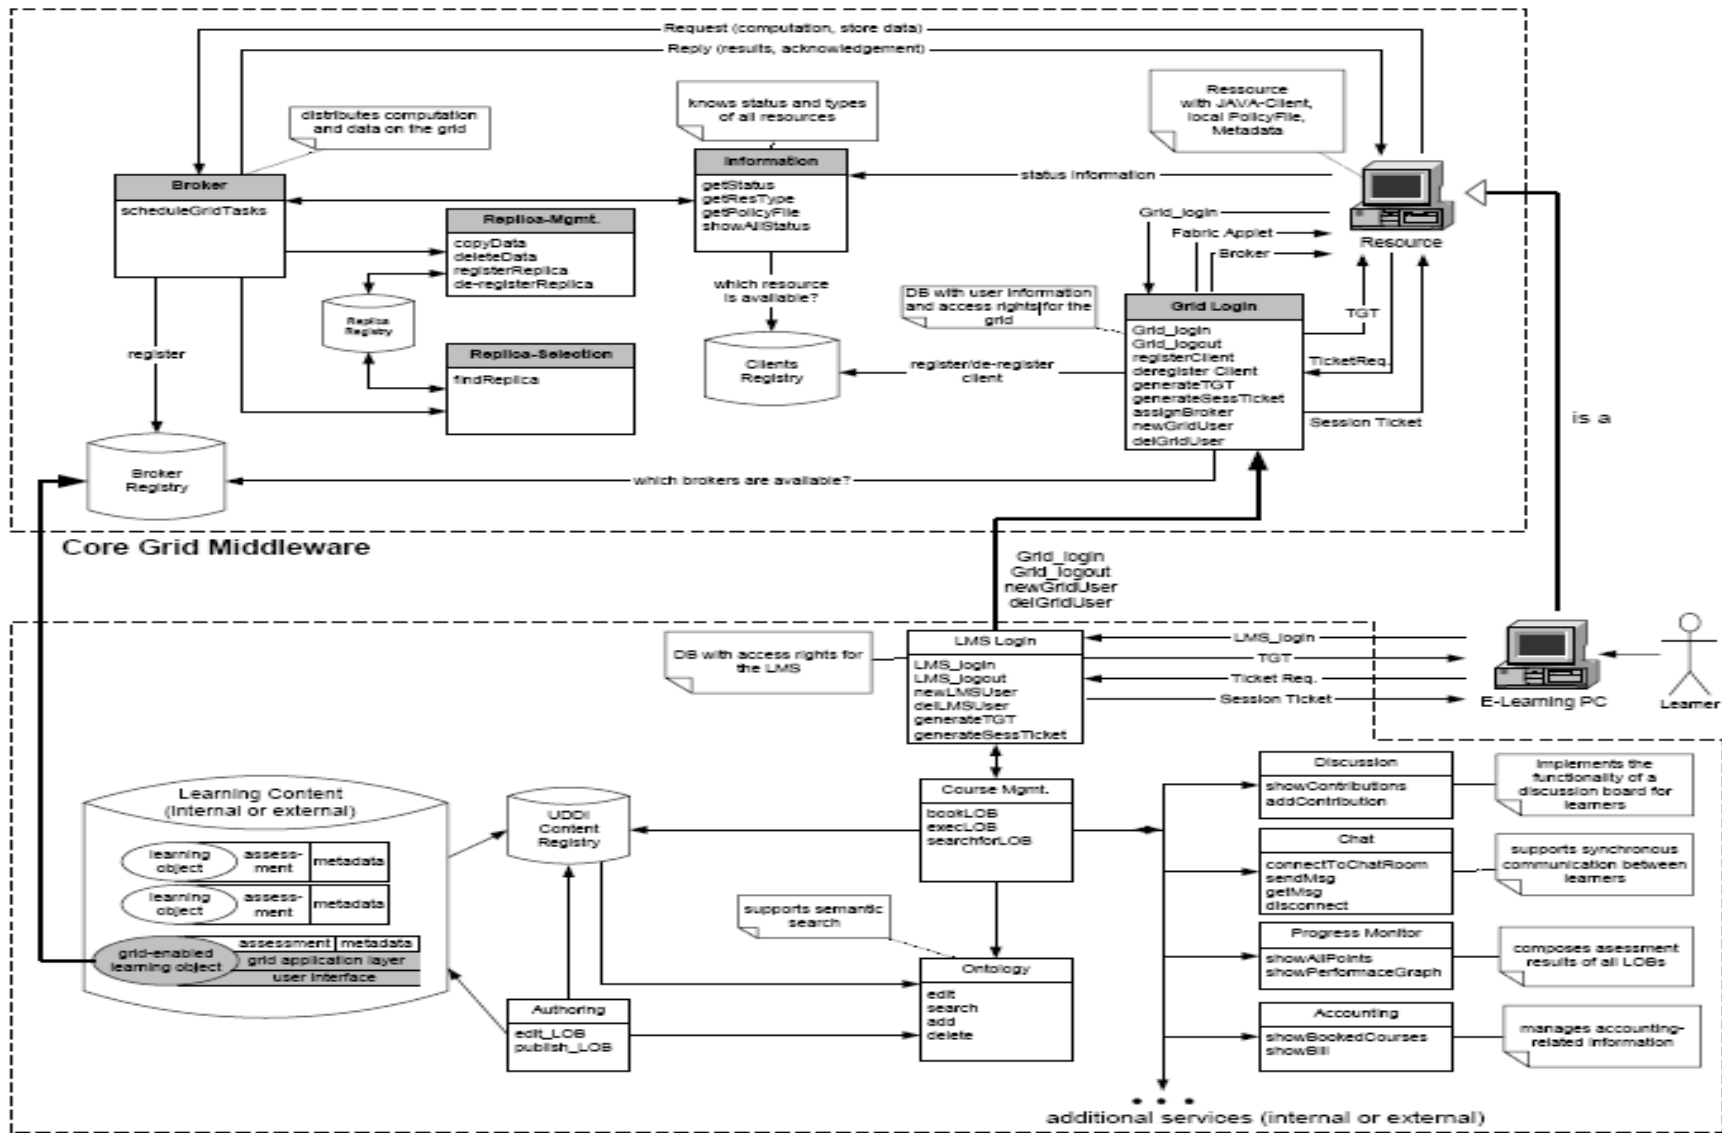 Request (computation, store data)
Reply (results, acknowledgement)
distributes computation
and data on the grid
knows status and types
of all resources
Ressource
with JAVA-Client,
local PolicyFile,
Metadata
Broker
scheduleGridTasks
Information
getStatus
getResType
getPolicyFile
showAllStatus
status information
Replica-Mgmt.
copyData
deleteData
registerReplica
de-registerReplica
Grid_login
Fabric Applet
Broker
Resource
which resource
is available?
DB with user information
and access rights for the
grid
Replica
Registry
Grid Login
Grid_login
Grid_logout
registerClient
deregister Client
generateTGT
generateSessTicket
assignBroker
newGridUser
delGridUser
TGT
TicketReq.
Session Ticket
is a
register
Replica-Selection
findReplica
Clients
Registry
register/de-register
client
Broker
Registry
which brokers are available?
Core Grid Middleware
Grid_login
Grid_logout
newGridUser
delGridUser
DB with access rights for
the LMS
LMS Login
LMS_login
LMS_logout
newLMSUser
delLMSUser
generateTGT
generateSessTicket
LMS_login
TGT
Ticket Req.
Session Ticket
E-Learning PC
Learner
Learning Content
(internal or external)
learning
object
assess-
ment
metadata
learning
object
assess-
ment
metadata
grid-enabled
learning object
assessment
metadata
grid application layer
user interface
UDDI
Content
Registry
Course Mgmt.
bookLOB
execLOB
searchforLOB
supports semantic
search
Ontology
edit
search
add
delete
Authoring
edit_LOB
publish_LOB
Discussion
showContributions
addContribution
implements the
functionality of a
discussion board for
learners
Chat
connectToChatRoom
sendMsg
getMsg
disconnect
supports synchronous
communication between
learners
Progress Monitor
showAllPoints
showPerformaceGraph
composes asessment
results of all LOBs
Accounting
showBookedCourses
showBill
manages accounting-
related information
• • •
additional services (internal or external)